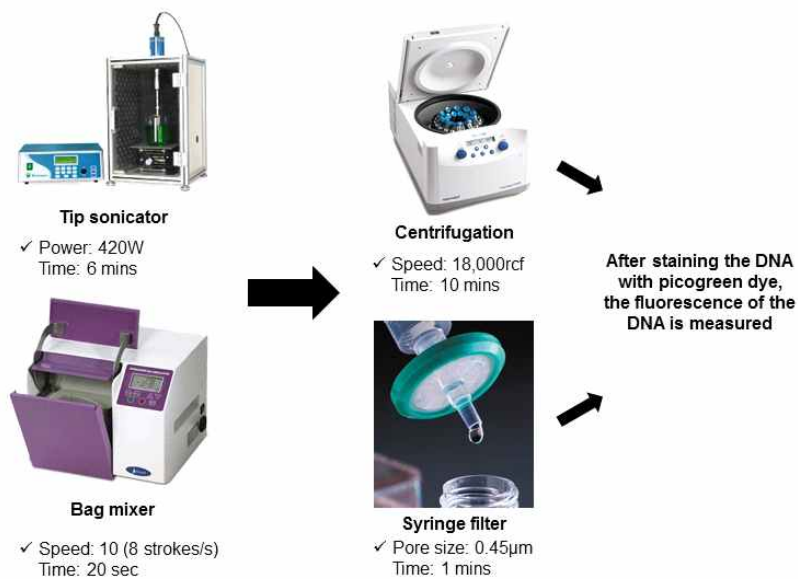 Tip sonicator
✓ Power: 420W
Time: 6 mins
Bag mixer
✓ Speed: 10 (8 strokes/s)
Time: 20 sec
Centrifugation
✓ Speed: 18,000rcf
Time: 10 mins
Syringe filter
✓ Pore size: 0.45μm
Time: 1 mins
After staining the DNA
with picogreen dye,
the fluorescence of the
DNA is measured